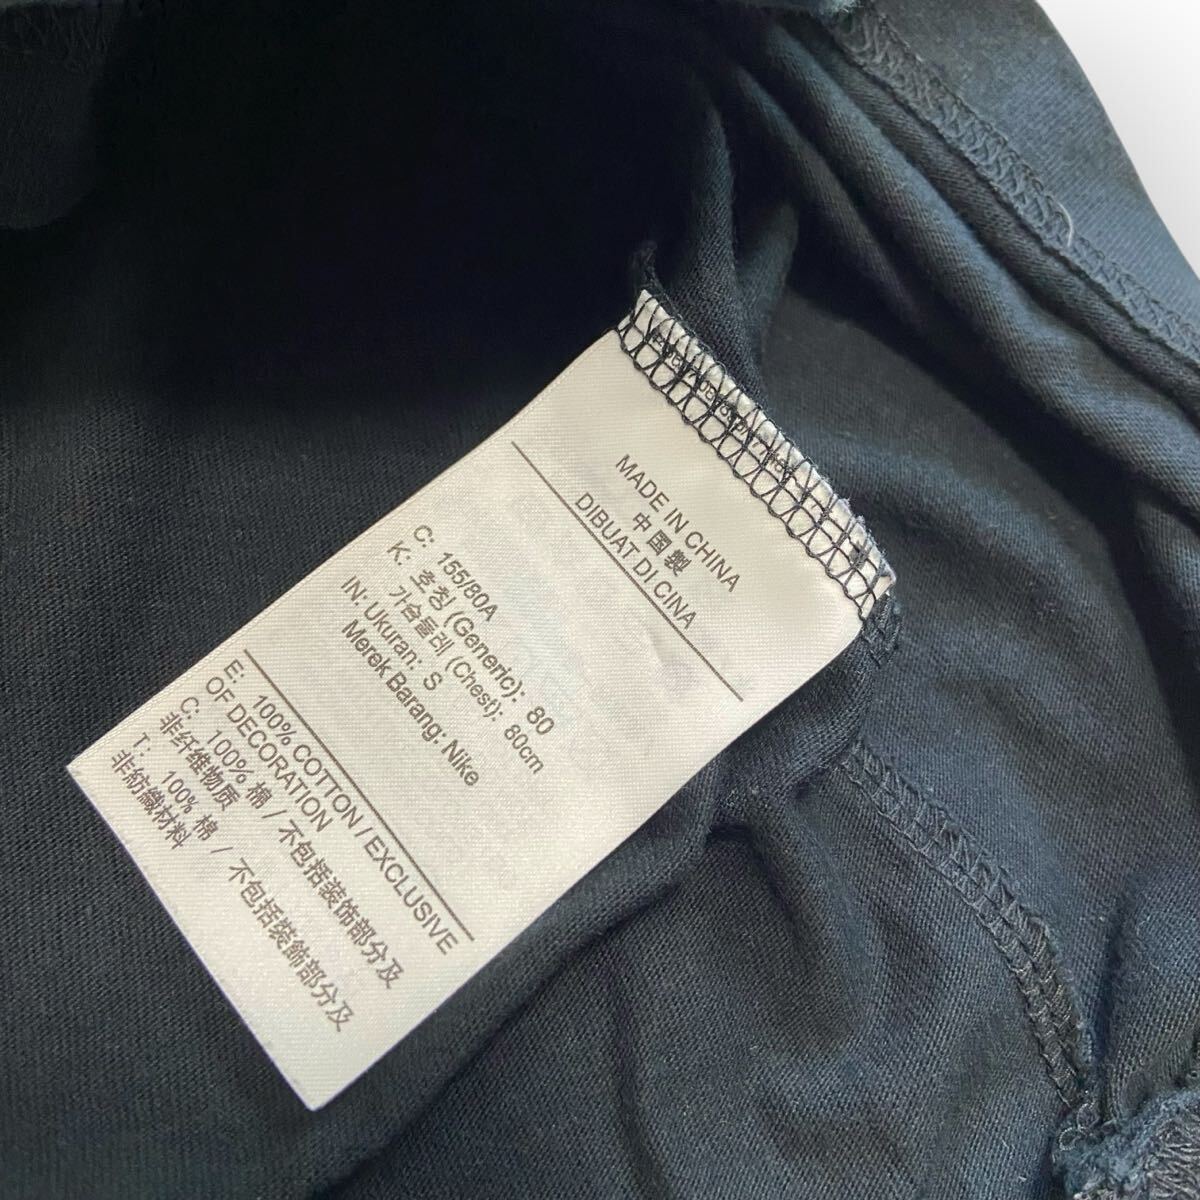 MADE IN CHINA
中国製
DIBUAT DI CINA
C: 155/80A
K: 호칭 (Generic): 80
가슴둘레 (Chest): 80cm
IN: Ukuran: S
Merek Barang: Nike
E: 100% COTTON / EXCLUSIVE
OF DECORATION
C: 100% 棉 / 不包括装饰部分及
非纤维物质
T: 100% 棉 / 不包括裝飾部分及
非紡織材料